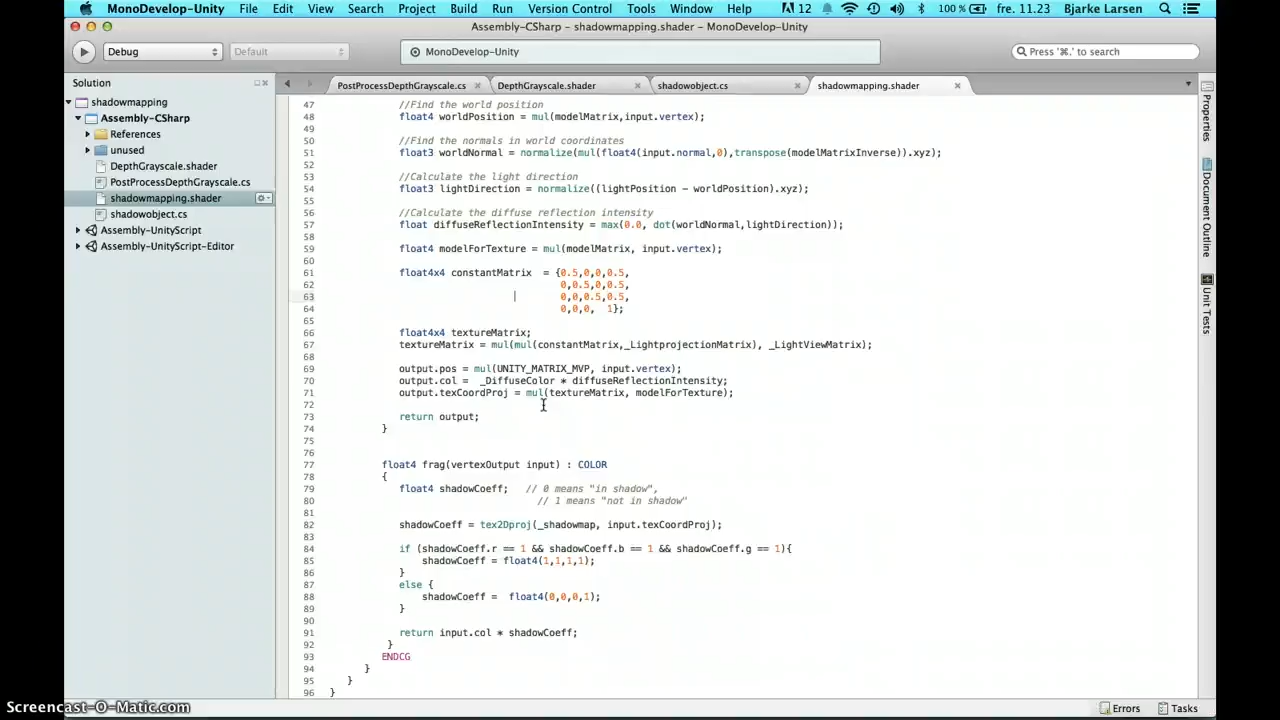 MonoDevelop-Unity File Edit View Search Project Build Run Version Control Tools Window Help 12 100 % fre. 11.23 Bjarke Larsen
Assembly-CSharp – shadowmapping.shader – MonoDevelop-Unity
Debug Default MonoDevelop-Unity Press '⌘.' to search
Solution
shadowmapping
Assembly-CSharp
References
unused
DepthGrayscale.shader
PostProcessDepthGrayscale.cs
shadowmapping.shader
shadowobject.cs
Assembly-UnityScript
Assembly-UnityScript-Editor
PostProcessDepthGrayscale.cs × DepthGrayscale.shader × shadowobject.cs × shadowmapping.shader ×
47 //Find the world position
48 float4 worldPosition = mul(modelMatrix,input.vertex);
49
50 //Find the normals in world coordinates
51 float3 worldNormal = normalize(mul(float4(input.normal,0),transpose(modelMatrixInverse)).xyz);
52
53 //Calculate the light direction
54 float3 lightDirection = normalize((lightPosition - worldPosition).xyz);
55
56 //Calculate the diffuse reflection intensity
57 float diffuseReflectionIntensity = max(0.0, dot(worldNormal,lightDirection));
58
59 float4 modelForTexture = mul(modelMatrix, input.vertex);
60
61 float4x4 constantMatrix = {0.5,0,0,0.5,
62 0,0.5,0,0.5,
63 0,0,0.5,0.5,
64 0,0,0, 1};
65
66 float4x4 textureMatrix;
67 textureMatrix = mul(mul(constantMatrix,_LightprojectionMatrix), _LightViewMatrix);
68
69 output.pos = mul(UNITY_MATRIX_MVP, input.vertex);
70 output.col = _DiffuseColor * diffuseReflectionIntensity;
71 output.texCoordProj = mul(textureMatrix, modelForTexture);
72
73 return output;
74 }
75
76
77 float4 frag(vertexOutput input) : COLOR
78 {
79 float4 shadowCoeff; // 0 means "in shadow",
80 // 1 means "not in shadow"
81
82 shadowCoeff = tex2Dproj(_shadowmap, input.texCoordProj);
83
84 if (shadowCoeff.r == 1 && shadowCoeff.b == 1 && shadowCoeff.g == 1){
85 shadowCoeff = float4(1,1,1,1);
86 }
87 else {
88 shadowCoeff = float4(0,0,0,1);
89 }
90
91 return input.col * shadowCoeff;
92 }
93 ENDCG
94 }
95 }
96 }
Properties
Document Outline
Unit Tests
Errors Tasks
Screencast-O-Matic.com